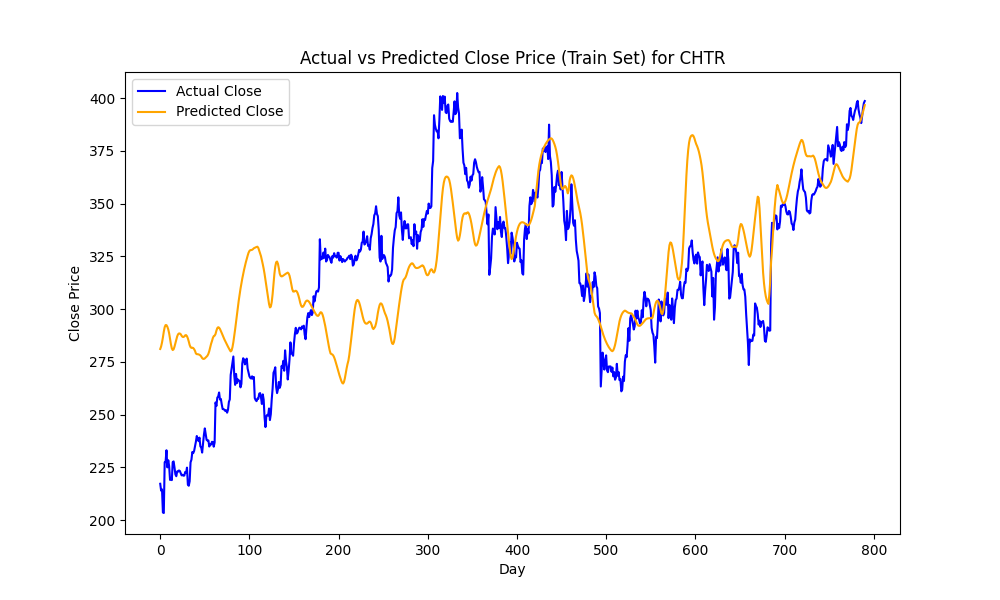 Actual vs Predicted Close Price (Train Set) for CHTR
Actual Close
Predicted Close
Close Price
400
375
350
325
300
275
250
225
200
0 100 200 300 400 500 600 700 800
Day